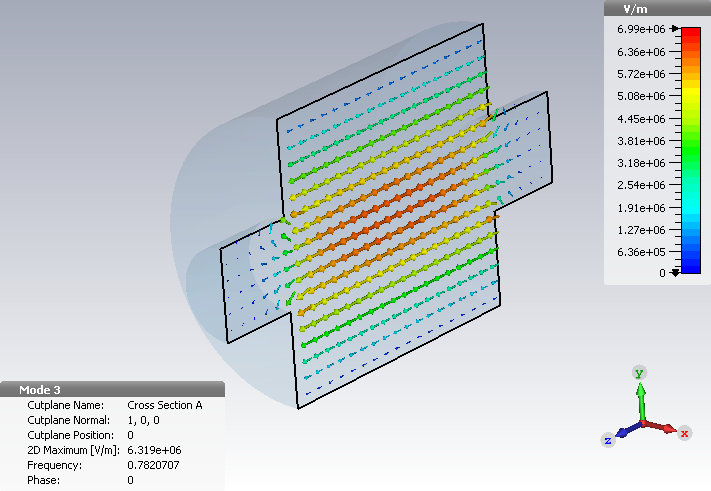 V/m
6.99e+06
6.36e+06
5.72e+06
5.08e+06
4.45e+06
3.81e+06
3.18e+06
2.54e+06
1.91e+06
1.27e+06
6.36e+05
0
y
x
z
Mode 3
Cutplane Name: Cross Section A
Cutplane Normal: 1, 0, 0
Cutplane Position: 0
2D Maximum [V/m]: 6.319e+06
Frequency: 0.7820707
Phase: 0